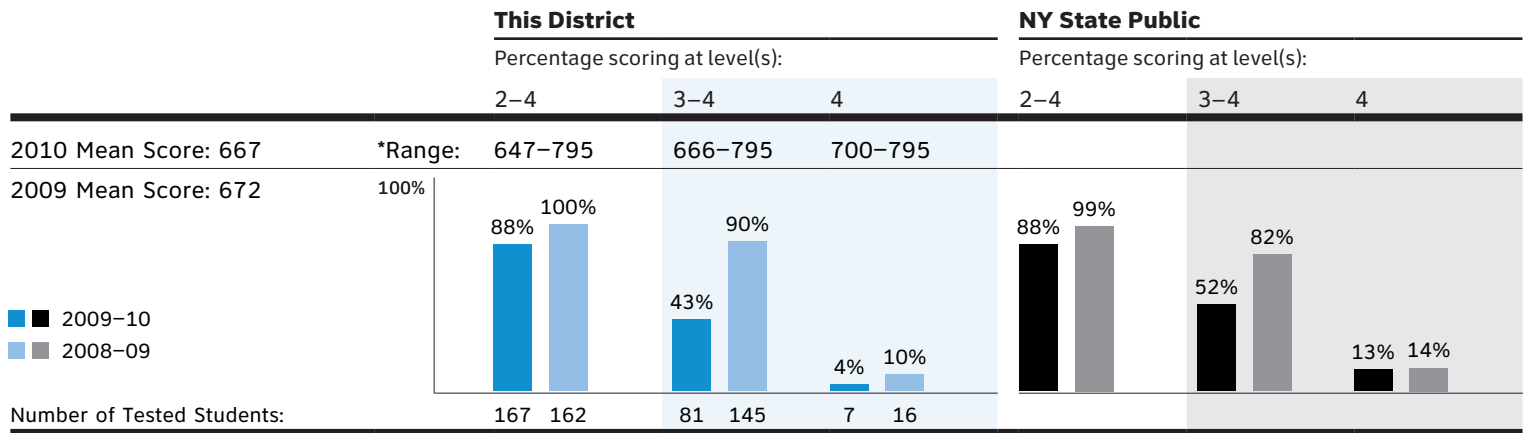 This District NY State Public
Percentage scoring at level(s): Percentage scoring at level(s):
2–4 3–4 4 2–4 3–4 4
2010 Mean Score: 667 *Range: 647–795 666–795 700–795
2009 Mean Score: 672 100%
88% 100% 43% 90% 4% 10% 88% 99% 52% 82% 13% 14%
2009–10
2008–09
Number of Tested Students: 167 162 81 145 7 16